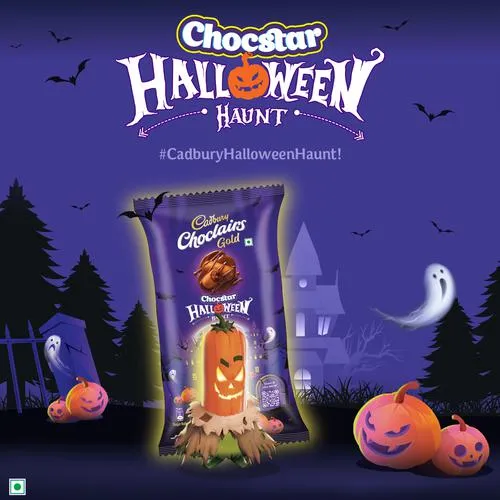 Chocstar
HALLOWEEN
HAUNT
#CadburyHalloweenHaunt!
Cadbury
Choclairs
Gold
Chocstar
HALLOWEEN